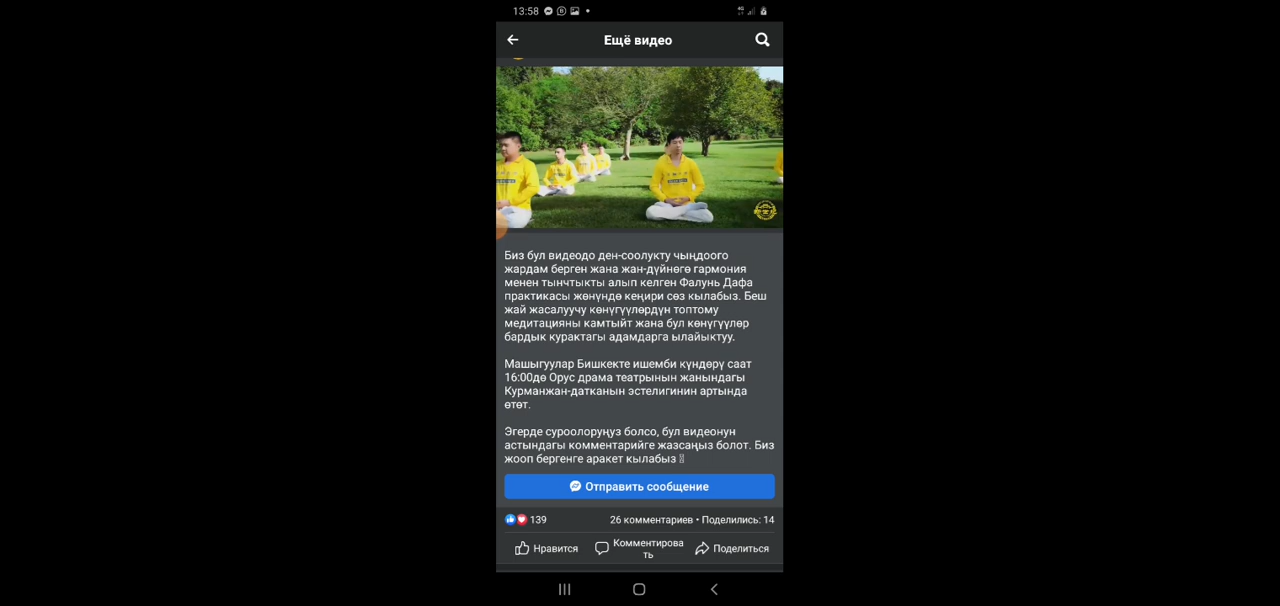 13:58
4G
Ещё видео
Биз бул видеодо ден-соолукту чыңдоого
жардам берген жана жан-дүйнөгө гармония
менен тынчтыкты алып келген Фалунь Дафа
практикасы жөнүндө кеңири сөз кылабыз. Беш
жай жасалуучу көнүгүүлөрдүн топтому
медитацияны камтыйт жана бул көнүгүүлөр
бардык курактагы адамдарга ылайыктуу.
Машыгуулар Бишкекте ишемби күндөрү саат
16:00дө Орус драма театрынын жанындагы
Курманжан-датканын эстелигинин артында
өтөт.
Эгерде суроолоруңуз болсо, бул видеонун
астындагы комментарийге жазсаңыз болот. Биз
жооп бергенге аракет кылабыз
Отправить сообщение
139
26 комментариев • Поделились: 14
Нравится
Комментирова
ть
Поделиться